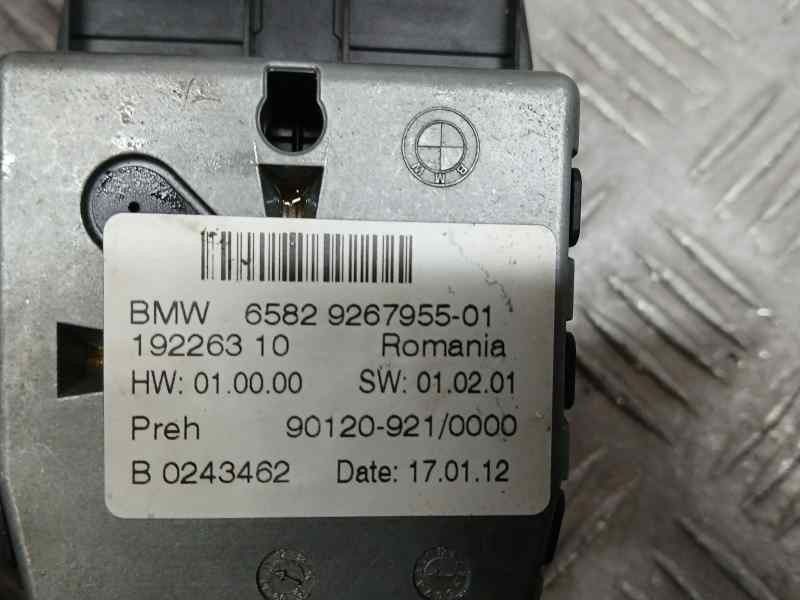 BMW
BMW 6582 9267955-01
192263 10 Romania
HW: 01.00.00 SW: 01.02.01
Preh 90120-921/0000
B 0243462 Date: 17.01.12